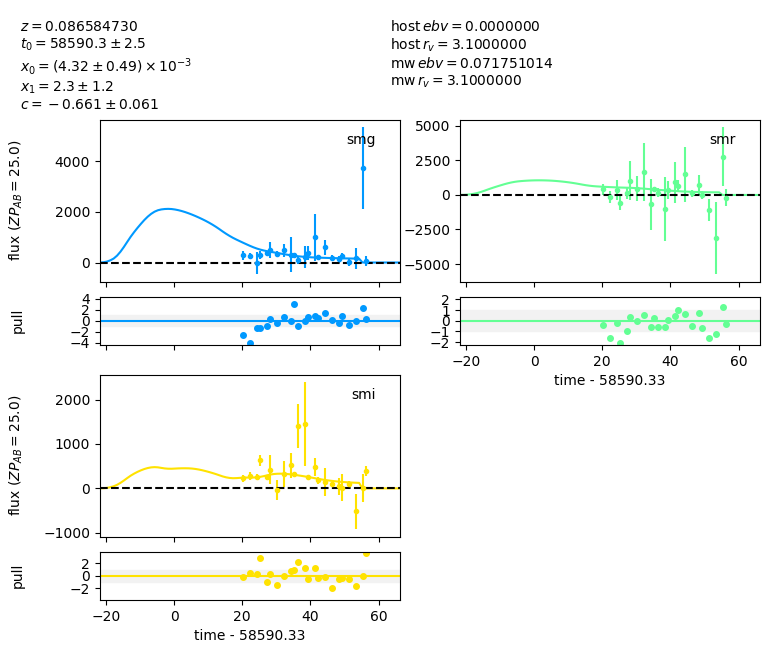 z = 0.086584730
t₀ = 58590.3 ± 2.5
x₀ = (4.32 ± 0.49) × 10⁻³
x₁ = 2.3 ± 1.2
c = −0.661 ± 0.061
host ebv = 0.0000000
host rᵥ = 3.1000000
mw ebv = 0.071751014
mw rᵥ = 3.1000000
smg
flux (ZP_AB = 25.0)
4000
2000
0
pull
4
2
0
−2
−4
smr
5000
2500
0
−2500
−5000
2
1
0
−1
−2
−20 0 20 40 60
time - 58590.33
smi
flux (ZP_AB = 25.0)
2000
1000
0
−1000
pull
2
0
−2
−20 0 20 40 60
time - 58590.33